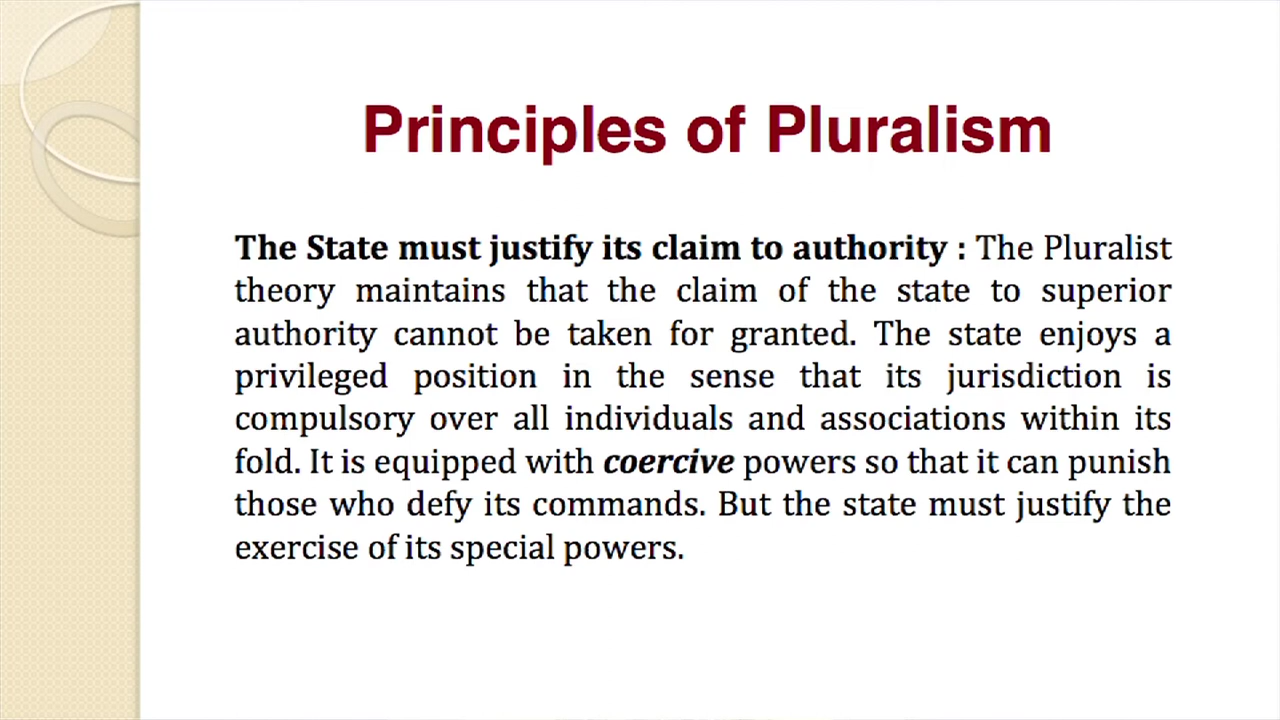 Principles of Pluralism
The State must justify its claim to authority : The Pluralist
theory maintains that the claim of the state to superior
authority cannot be taken for granted. The state enjoys a
privileged position in the sense that its jurisdiction is
compulsory over all individuals and associations within its
fold. It is equipped with coercive powers so that it can punish
those who defy its commands. But the state must justify the
exercise of its special powers.